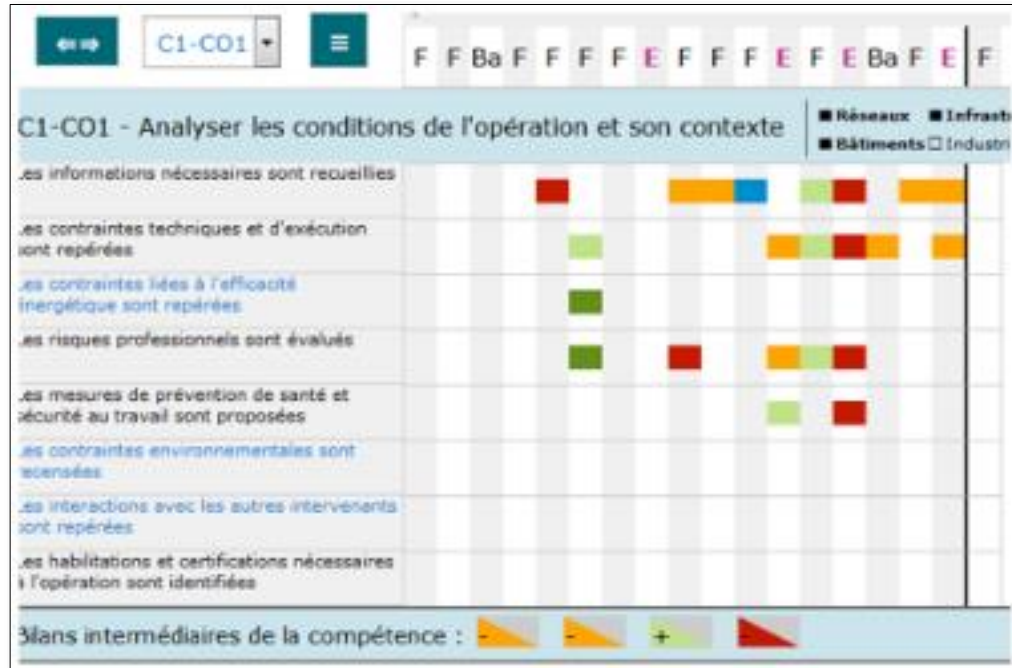 C1-CO1
F F Ba F F F F E F F F E F E Ba F E F
C1-CO1 - Analyser les conditions de l'opération et son contexte
■ Réseaux ■ Infrast
■ Bâtiments □ Industri
es informations nécessaires sont recueillies
es contraintes techniques et d'exécution
ont repérées
es contraintes liées à l'efficacité
nergétique sont repérées
es risques professionnels sont évalués
es mesures de prévention de santé et
écurité au travail sont proposées
es contraintes environnementales sont
ecensées
es interactions avec les autres intervenants
ont repérées
es habilitations et certifications nécessaires
à l'opération sont identifiées
Bilans intermédiaires de la compétence : - - + -